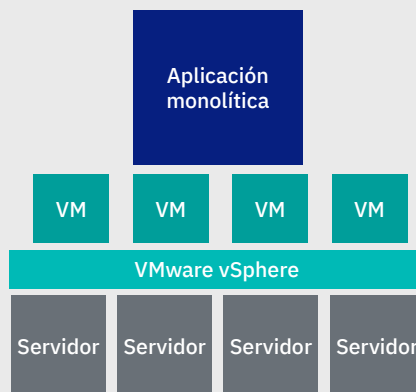 Aplicación
monolítica
VM VM VM VM
VMware vSphere
Servidor Servidor Servidor Servidor